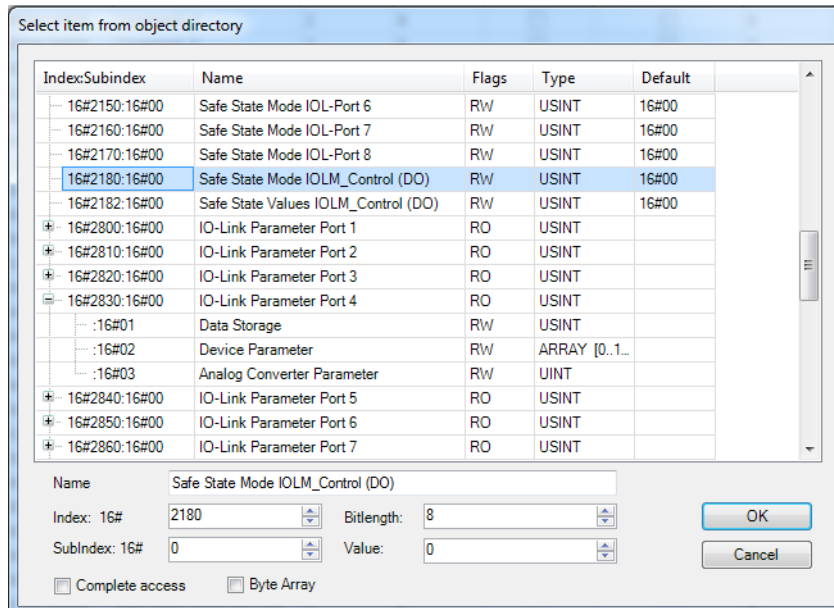 Select item from object directory
Index:Subindex Name Flags Type Default
16#2150:16#00 Safe State Mode IOL-Port 6 RW USINT 16#00
16#2160:16#00 Safe State Mode IOL-Port 7 RW USINT 16#00
16#2170:16#00 Safe State Mode IOL-Port 8 RW USINT 16#00
16#2180:16#00 Safe State Mode IOLM_Control (DO) RW USINT 16#00
16#2182:16#00 Safe State Values IOLM_Control (DO) RW USINT 16#00
16#2800:16#00 IO-Link Parameter Port 1 RO USINT
16#2810:16#00 IO-Link Parameter Port 2 RO USINT
16#2820:16#00 IO-Link Parameter Port 3 RO USINT
16#2830:16#00 IO-Link Parameter Port 4 RO USINT
:16#01 Data Storage RW USINT
:16#02 Device Parameter RW ARRAY [0..1...
:16#03 Analog Converter Parameter RW UINT
16#2840:16#00 IO-Link Parameter Port 5 RO USINT
16#2850:16#00 IO-Link Parameter Port 6 RO USINT
16#2860:16#00 IO-Link Parameter Port 7 RO USINT
Name Safe State Mode IOLM_Control (DO)
Index: 16# 2180 Bitlength: 8 OK
SubIndex: 16# 0 Value: 0 Cancel
Complete access Byte Array